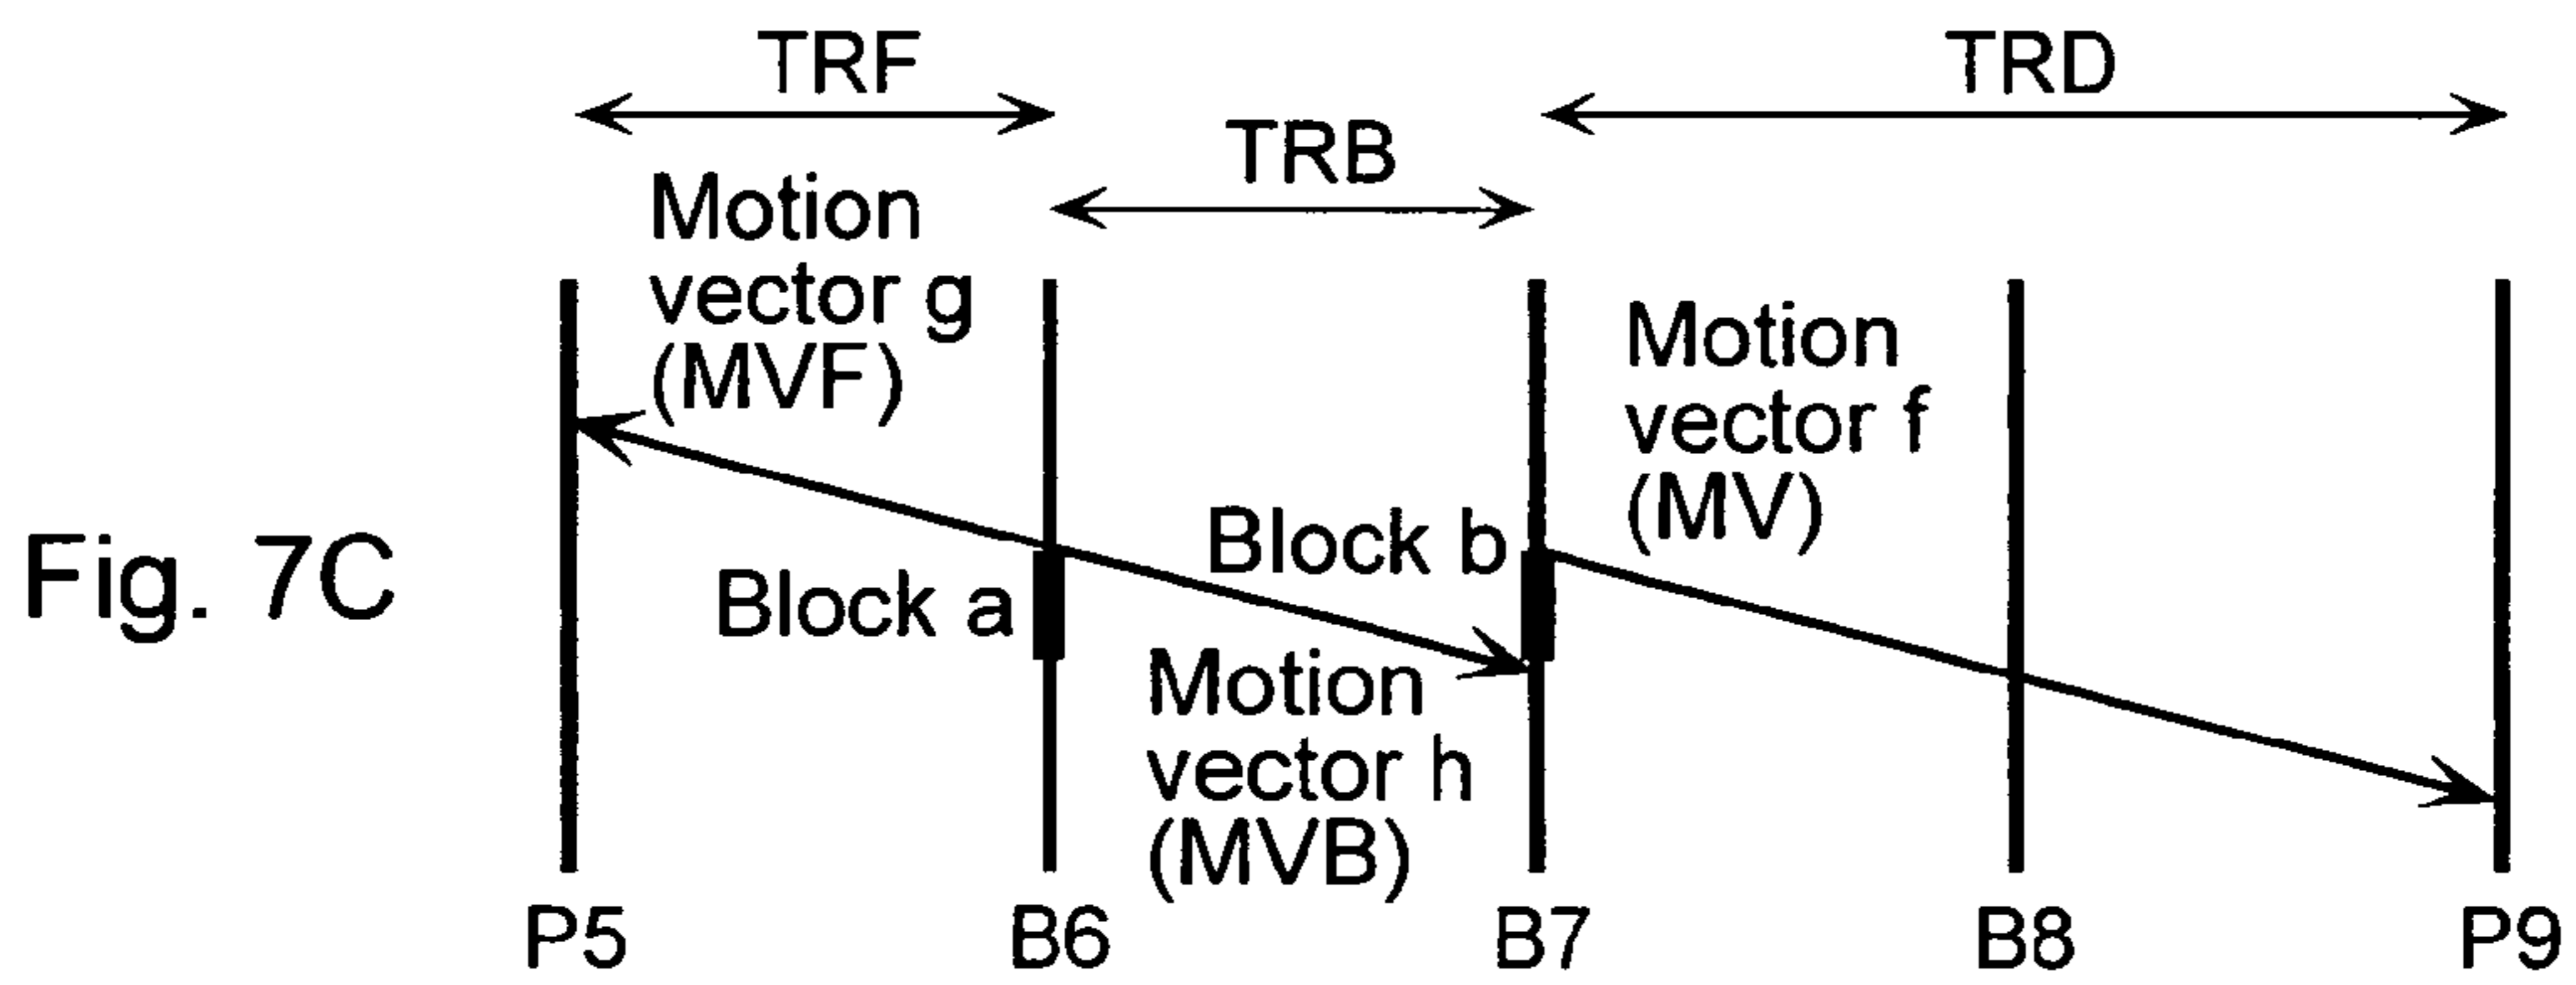 TRF
TRD
TRB
Motion
vector g
(MVF)
Motion
vector f
(MV)
Block b
Fig. 7C
Block a
Motion
vector h
(MVB)
P5
B6
B7
B8
P9